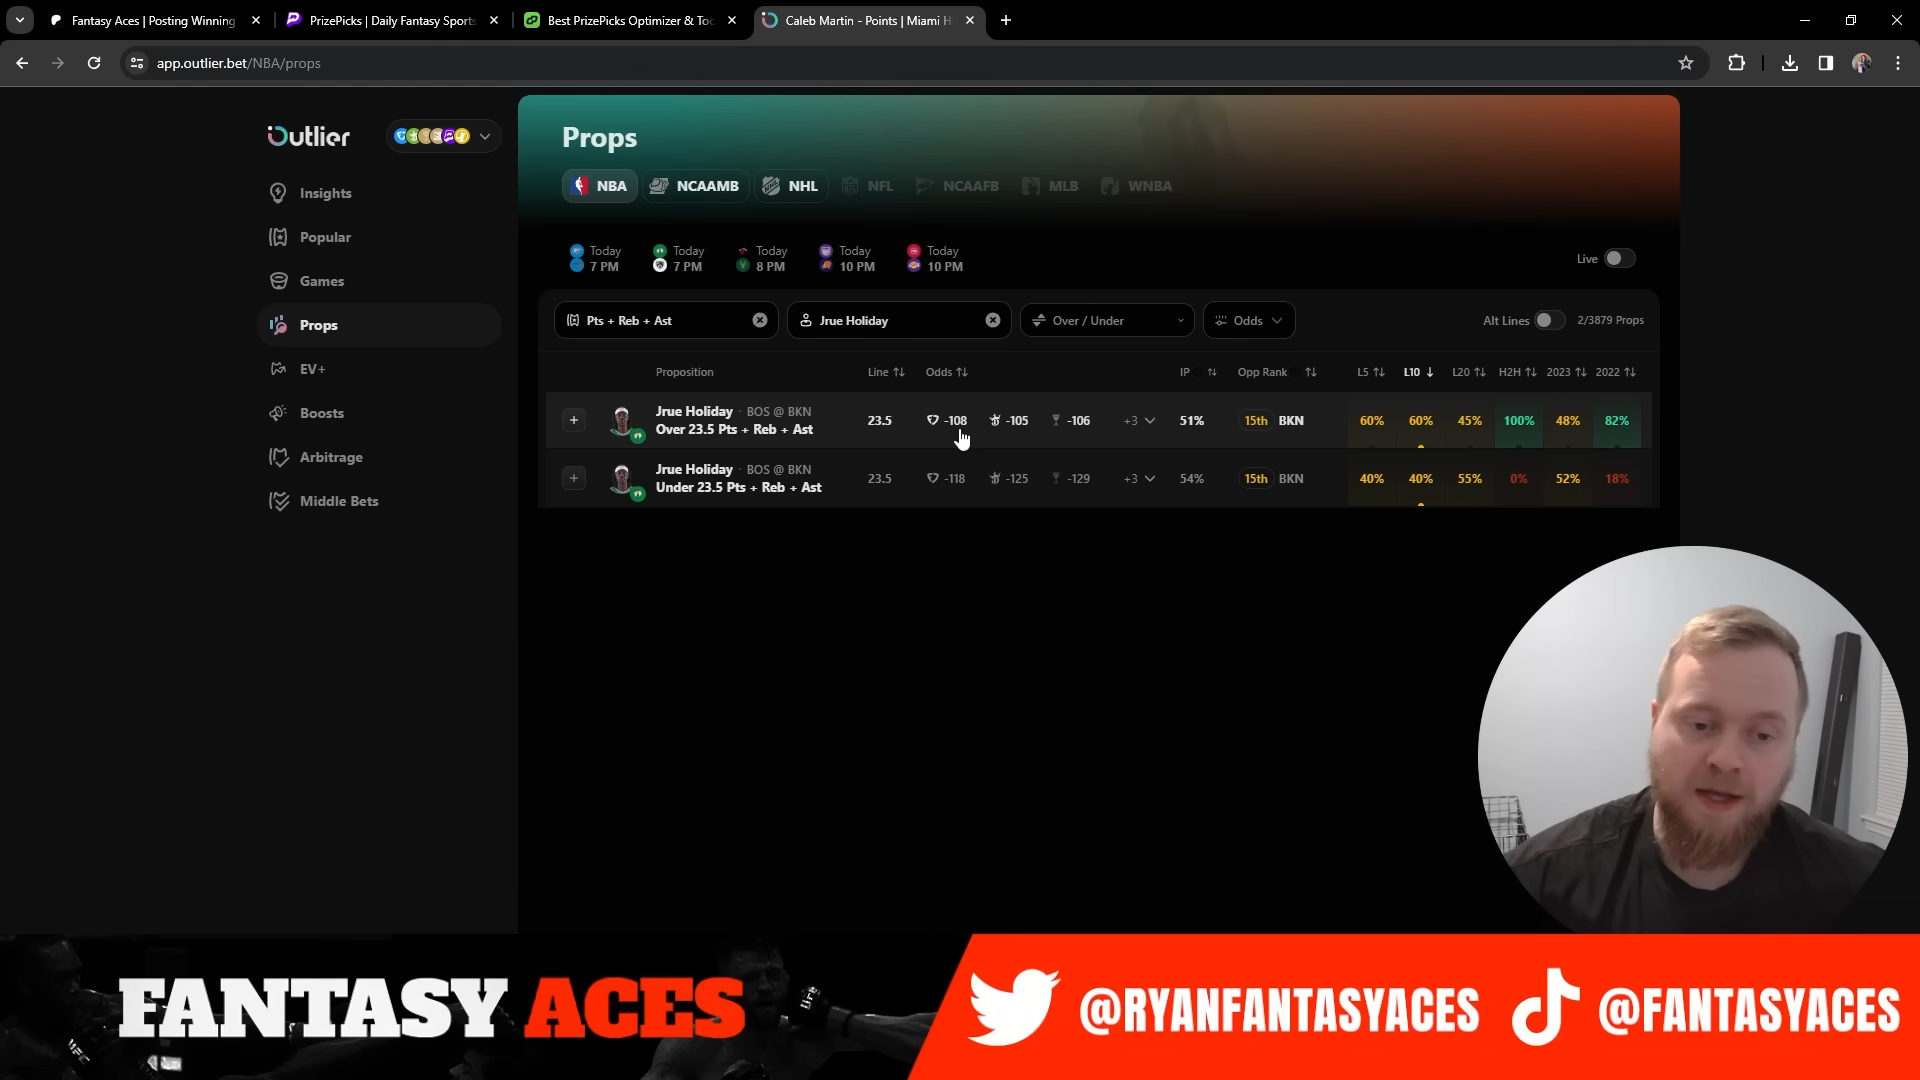 Fantasy Aces | Posting Winning
PrizePicks | Daily Fantasy Sports
Best PrizePicks Optimizer & Too
Caleb Martin - Points | Miami H
app.outlier.bet/NBA/props
Outlier
Insights
Popular
Games
Props
EV+
Boosts
Arbitrage
Middle Bets
Props
NBA
NCAAMB
NHL
NFL
NCAAFB
MLB
WNBA
Today
7 PM
Today
7 PM
Today
8 PM
Today
10 PM
Today
10 PM
Live
Pts + Reb + Ast
Jrue Holiday
Over / Under
Odds
Alt Lines
2/3879 Props
Proposition
Line
Odds
IP
Opp Rank
L5
L10
L20
H2H
2023
2022
Jrue Holiday · BOS @ BKN
Over 23.5 Pts + Reb + Ast
23.5
-108
-105
-106
+3
51%
15th BKN
60%
60%
45%
100%
48%
82%
Jrue Holiday · BOS @ BKN
Under 23.5 Pts + Reb + Ast
23.5
-118
-125
-129
+3
54%
15th BKN
40%
40%
55%
0%
52%
18%
FANTASY ACES
@RYANFANTASYACES
@FANTASYACES
UFC
UFC